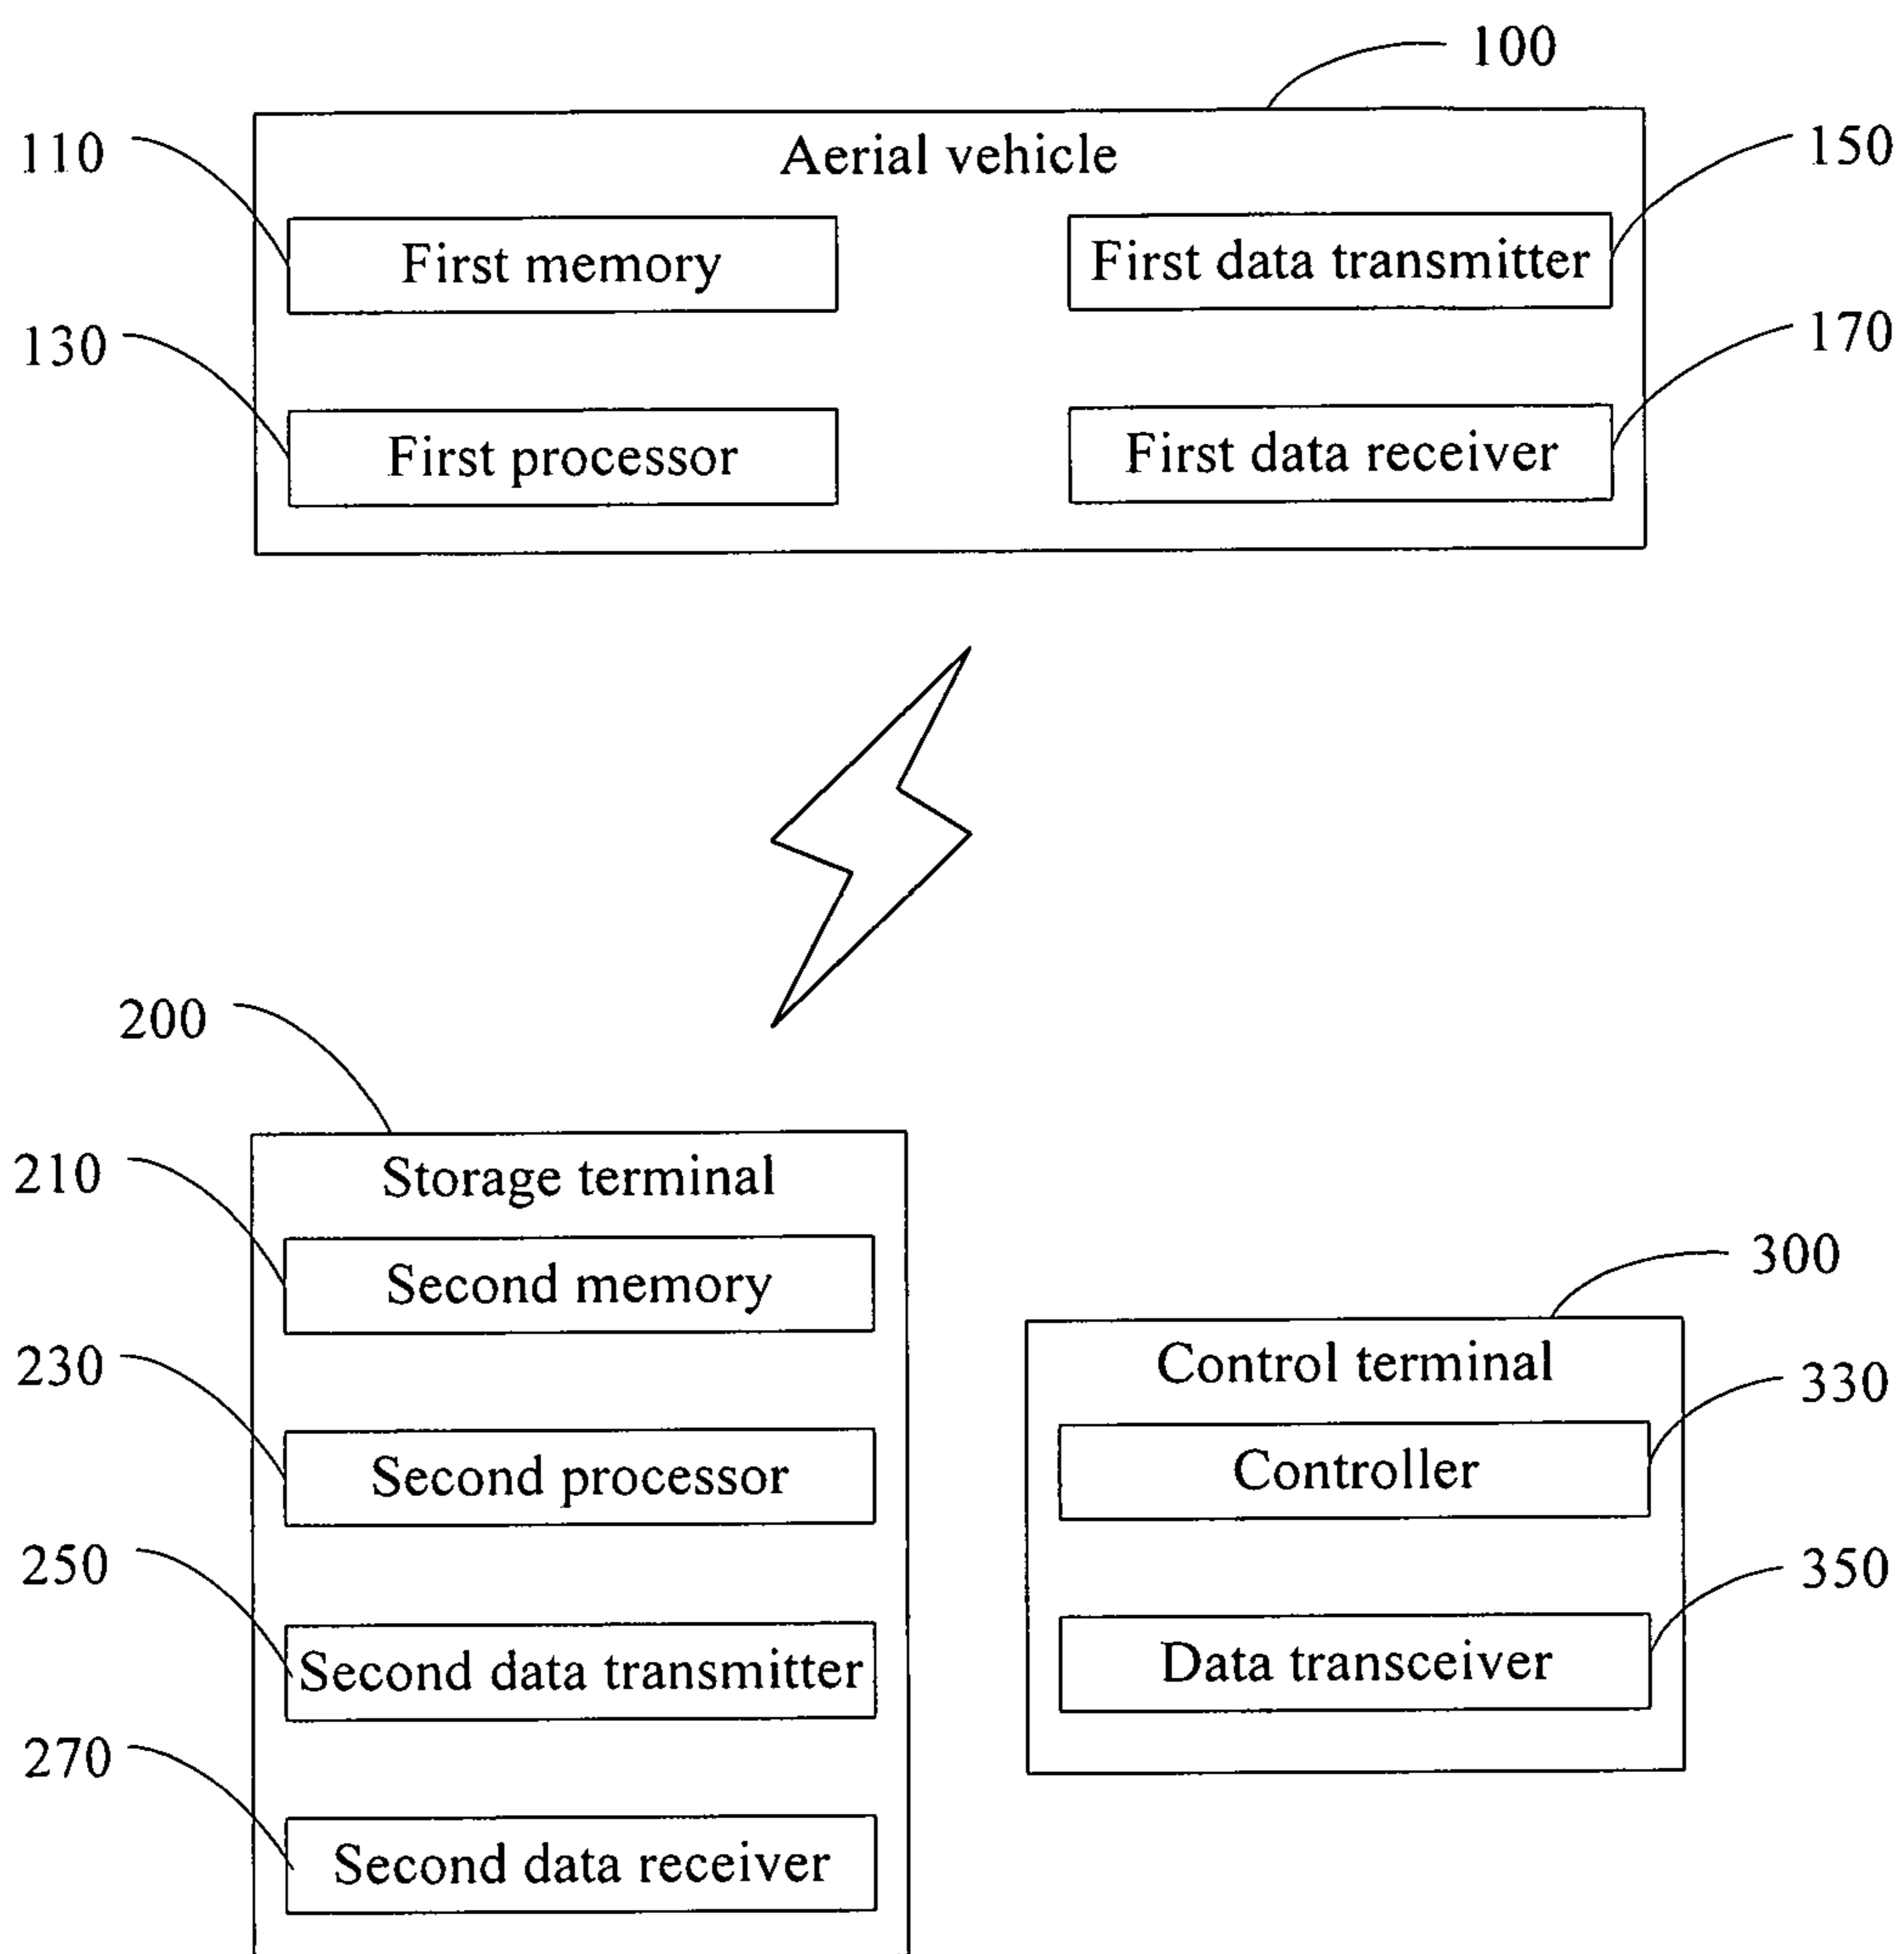 100
Aerial vehicle
110
150
First memory
First data transmitter
130
170
First processor
First data receiver
200
Storage terminal
210
Second memory
300
Control terminal
230
330
Second processor
Controller
250
350
Second data transmitter
Data transceiver
270
Second data receiver